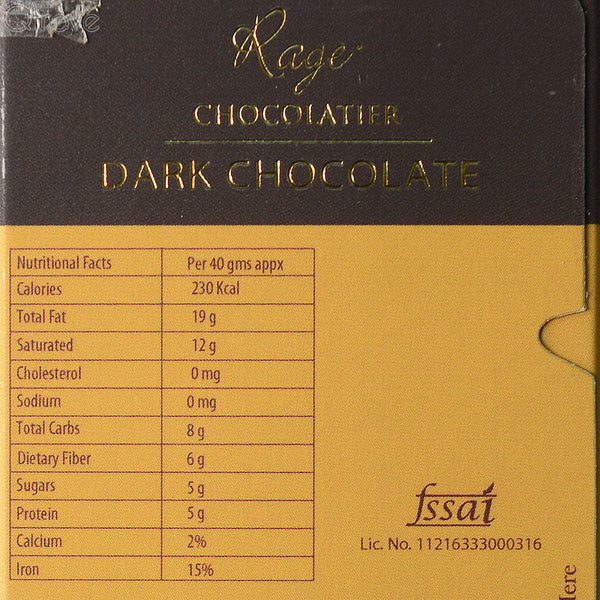 Rage
CHOCOLATIER
DARK CHOCOLATE
Nutritional Facts Per 40 gms appx
Calories 230 Kcal
Total Fat 19 g
Saturated 12 g
Cholesterol 0 mg
Sodium 0 mg
Total Carbs 8 g
Dietary Fiber 6 g
Sugars 5 g
Protein 5 g
Calcium 2%
Iron 15%
fssai
Lic. No. 11216333000316
Here